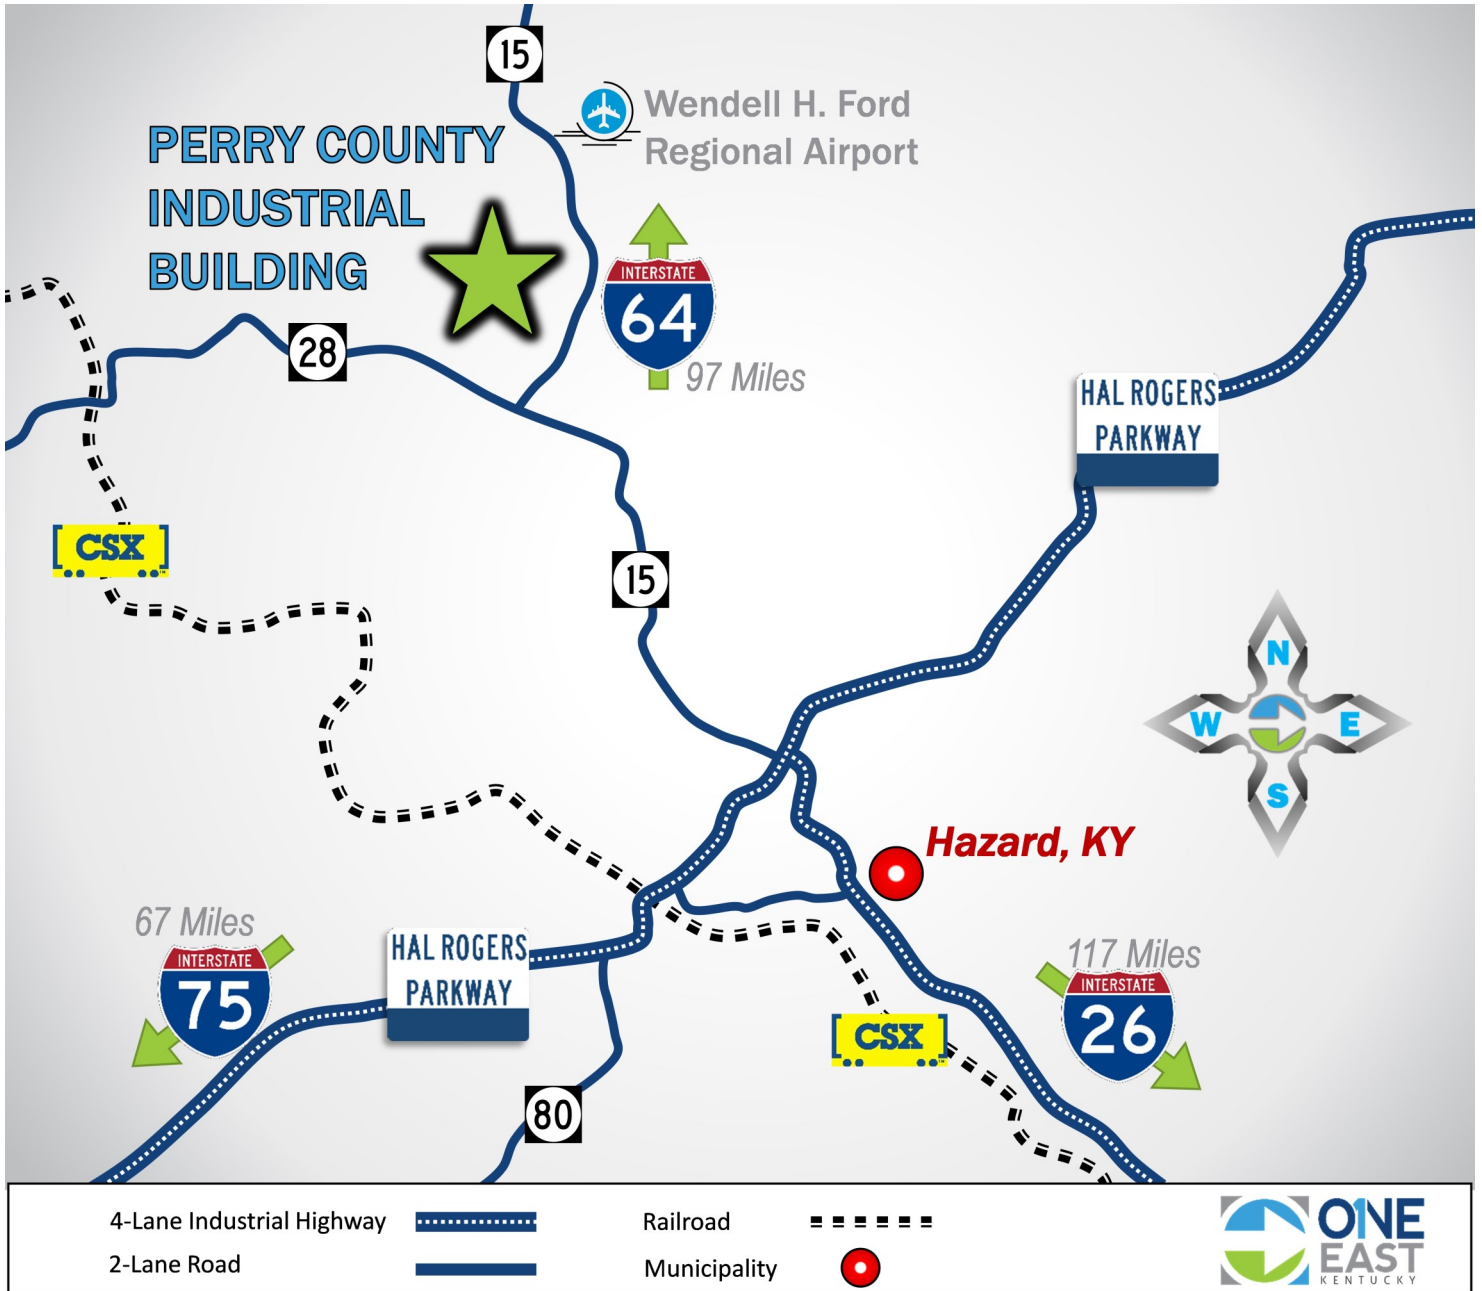 15
Wendell H. Ford
Regional Airport
PERRY COUNTY
INDUSTRIAL
BUILDING
INTERSTATE
64
97 Miles
28
HAL ROGERS
PARKWAY
CSX
15
N
W
E
S
Hazard, KY
67 Miles
INTERSTATE
75
HAL ROGERS
PARKWAY
117 Miles
INTERSTATE
26
CSX
80
4-Lane Industrial Highway
Railroad
2-Lane Road
Municipality
ONE
EAST
KENTUCKY